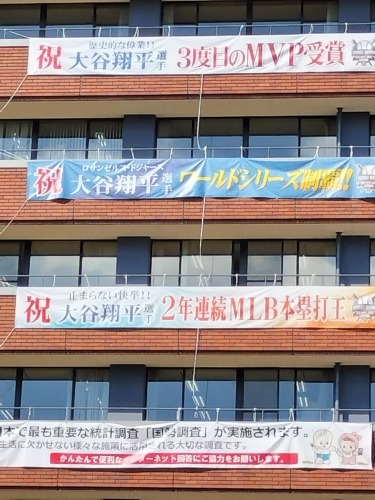 歴史的な偉業!!
祝 大谷翔平選手 3度目のMVP受賞
ロサンゼルス・ドジャース
祝 大谷翔平選手 ワールドシリーズ制覇!!
止まらない快挙!!
祝 大谷翔平選手 2年連続MLB本塁打王
本で最も重要な統計調査「国勢調査」が実施されます。
生活に欠かせない様々な施策に活用される大切な調査です。
かんたんで便利なインターネット回答にご協力をお願いします。